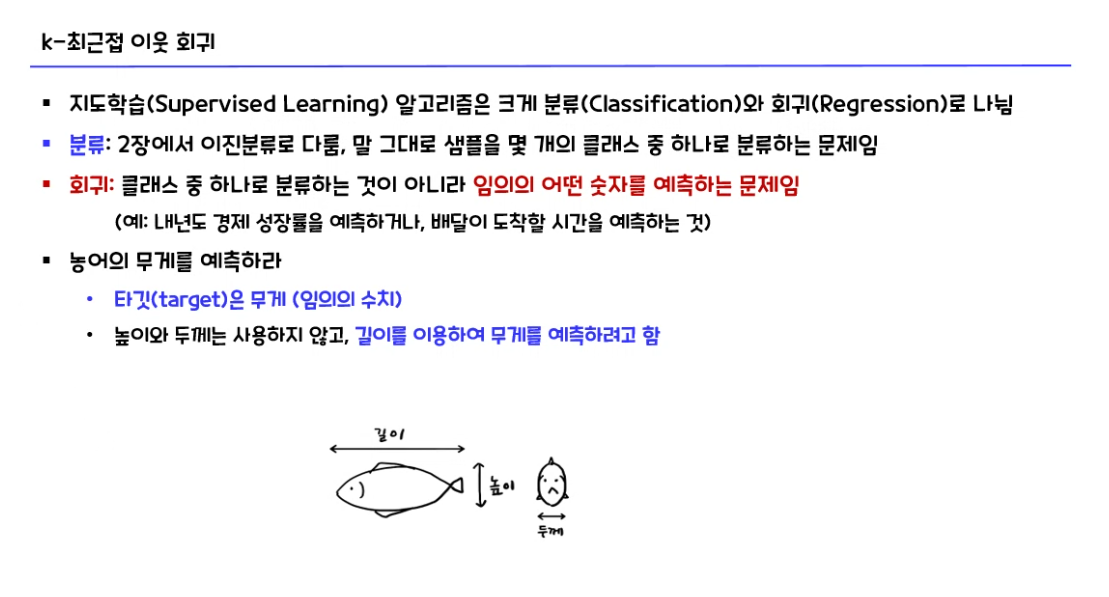 k-최근접 이웃 회귀
▪ 지도학습(Supervised Learning) 알고리즘은 크게 분류(Classification)와 회귀(Regression)로 나뉨
▪ 분류: 2장에서 이진분류로 다룸, 말 그대로 샘플을 몇 개의 클래스 중 하나로 분류하는 문제임
▪ 회귀: 클래스 중 하나로 분류하는 것이 아니라 임의의 어떤 숫자를 예측하는 문제임
(예: 내년도 경제 성장률을 예측하거나, 배달이 도착할 시간을 예측하는 것)
▪ 농어의 무게를 예측하라
• 타깃(target)은 무게 (임의의 수치)
• 높이와 두께는 사용하지 않고, 길이를 이용하여 무게를 예측하려고 함
길이
높이
두께